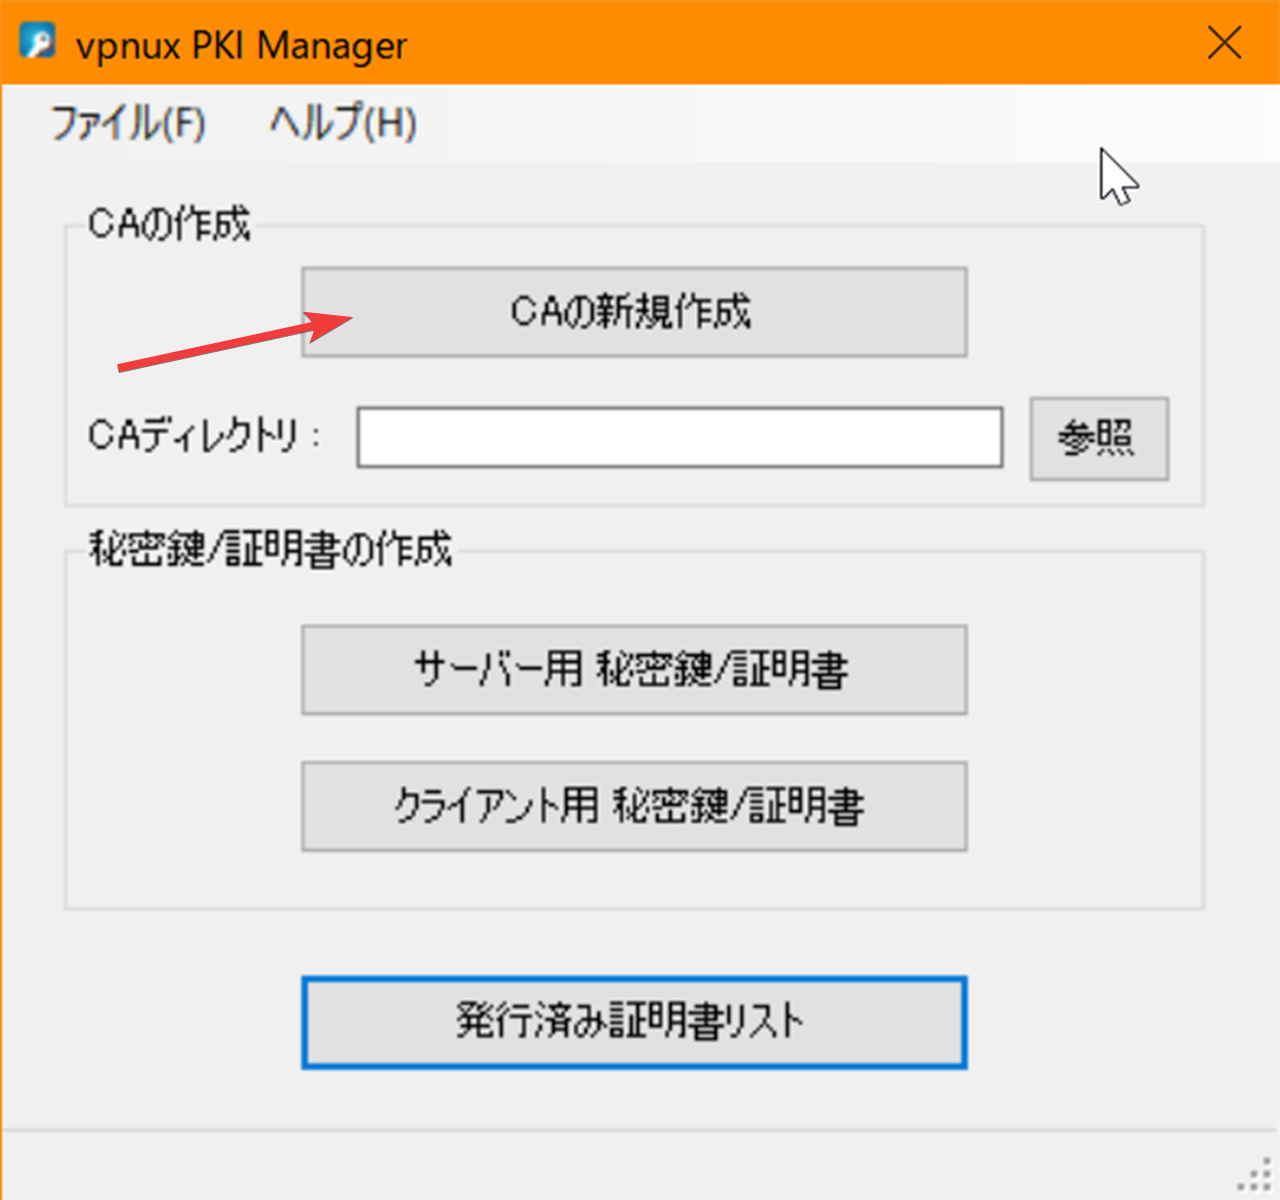 vpnux PKI Manager
ファイル(F) ヘルプ(H)
CAの作成
CAの新規作成
CAディレクトリ： 参照
秘密鍵/証明書の作成
サーバー用 秘密鍵/証明書
クライアント用 秘密鍵/証明書
発行済み証明書リスト